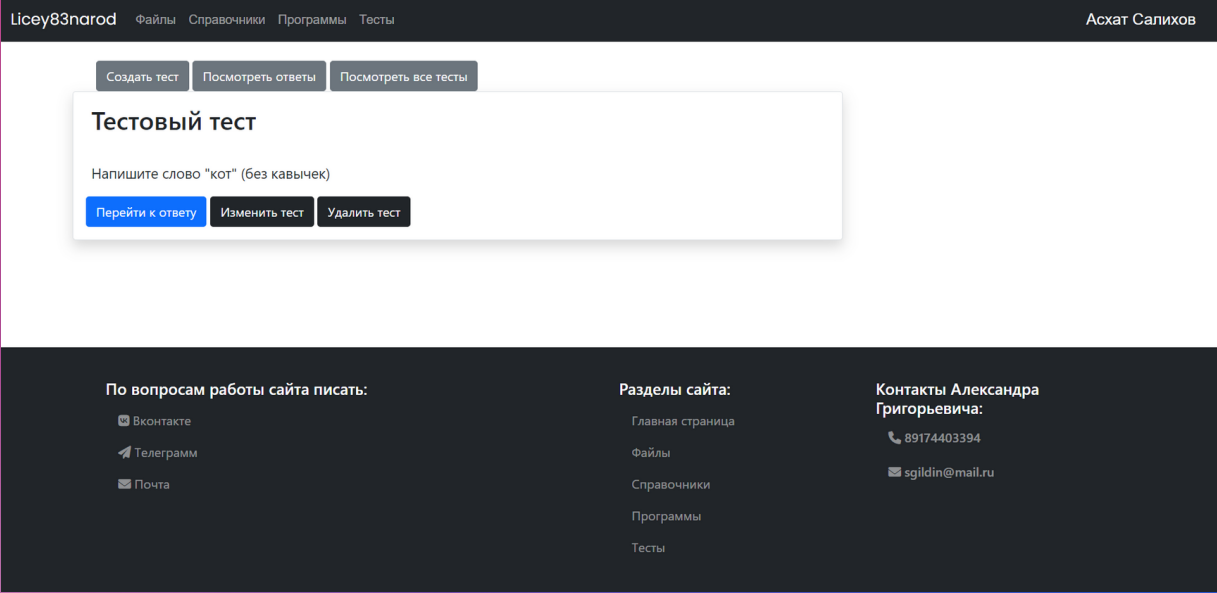 Licey83narod Файлы Справочники Программы Тесты Асхат Салихов
Создать тест Посмотреть ответы Посмотреть все тесты
Тестовый тест
Напишите слово "кот" (без кавычек)
Перейти к ответу Изменить тест Удалить тест
По вопросам работы сайта писать:
Вконтакте
Телеграмм
Почта
Разделы сайта:
Главная страница
Файлы
Справочники
Программы
Тесты
Контакты Александра
Григорьевича:
89174403394
sgildin@mail.ru